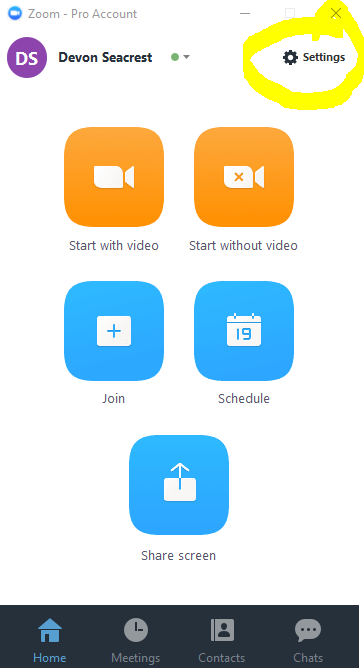 Zoom - Pro Account
DS Devon Seacrest Settings
Start with video Start without video
19
Join Schedule
Share screen
Home Meetings Contacts Chats